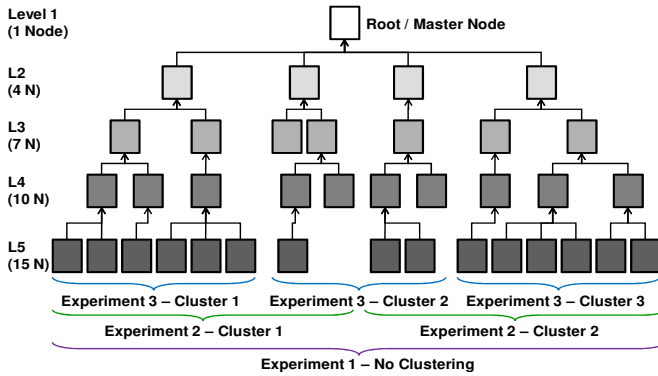 Level 1
(1 Node)
Root / Master Node
L2
(4 N)
L3
(7 N)
L4
(10 N)
L5
(15 N)
Experiment 3 – Cluster 1
Experiment 3 – Cluster 2
Experiment 3 – Cluster 3
Experiment 2 – Cluster 1
Experiment 2 – Cluster 2
Experiment 1 – No Clustering